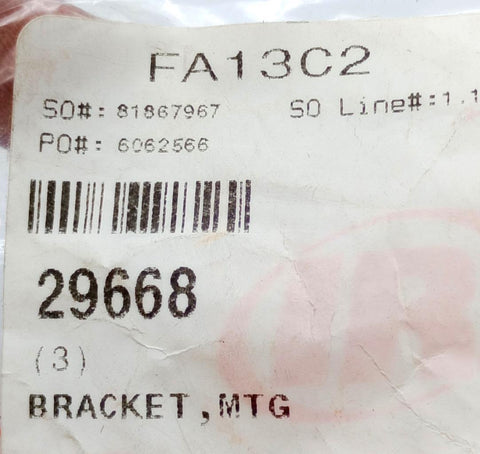 FA13C2
SO#: 81867967 SO Line#:1.1
PO#: 6062566
29668
(3)
BRACKET,MTG